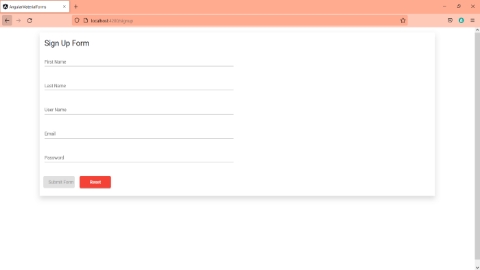 AngularMaterialForms
localhost:4200/signup
Sign Up Form
First Name
Last Name
User Name
Email
Password
Submit Form
Reset